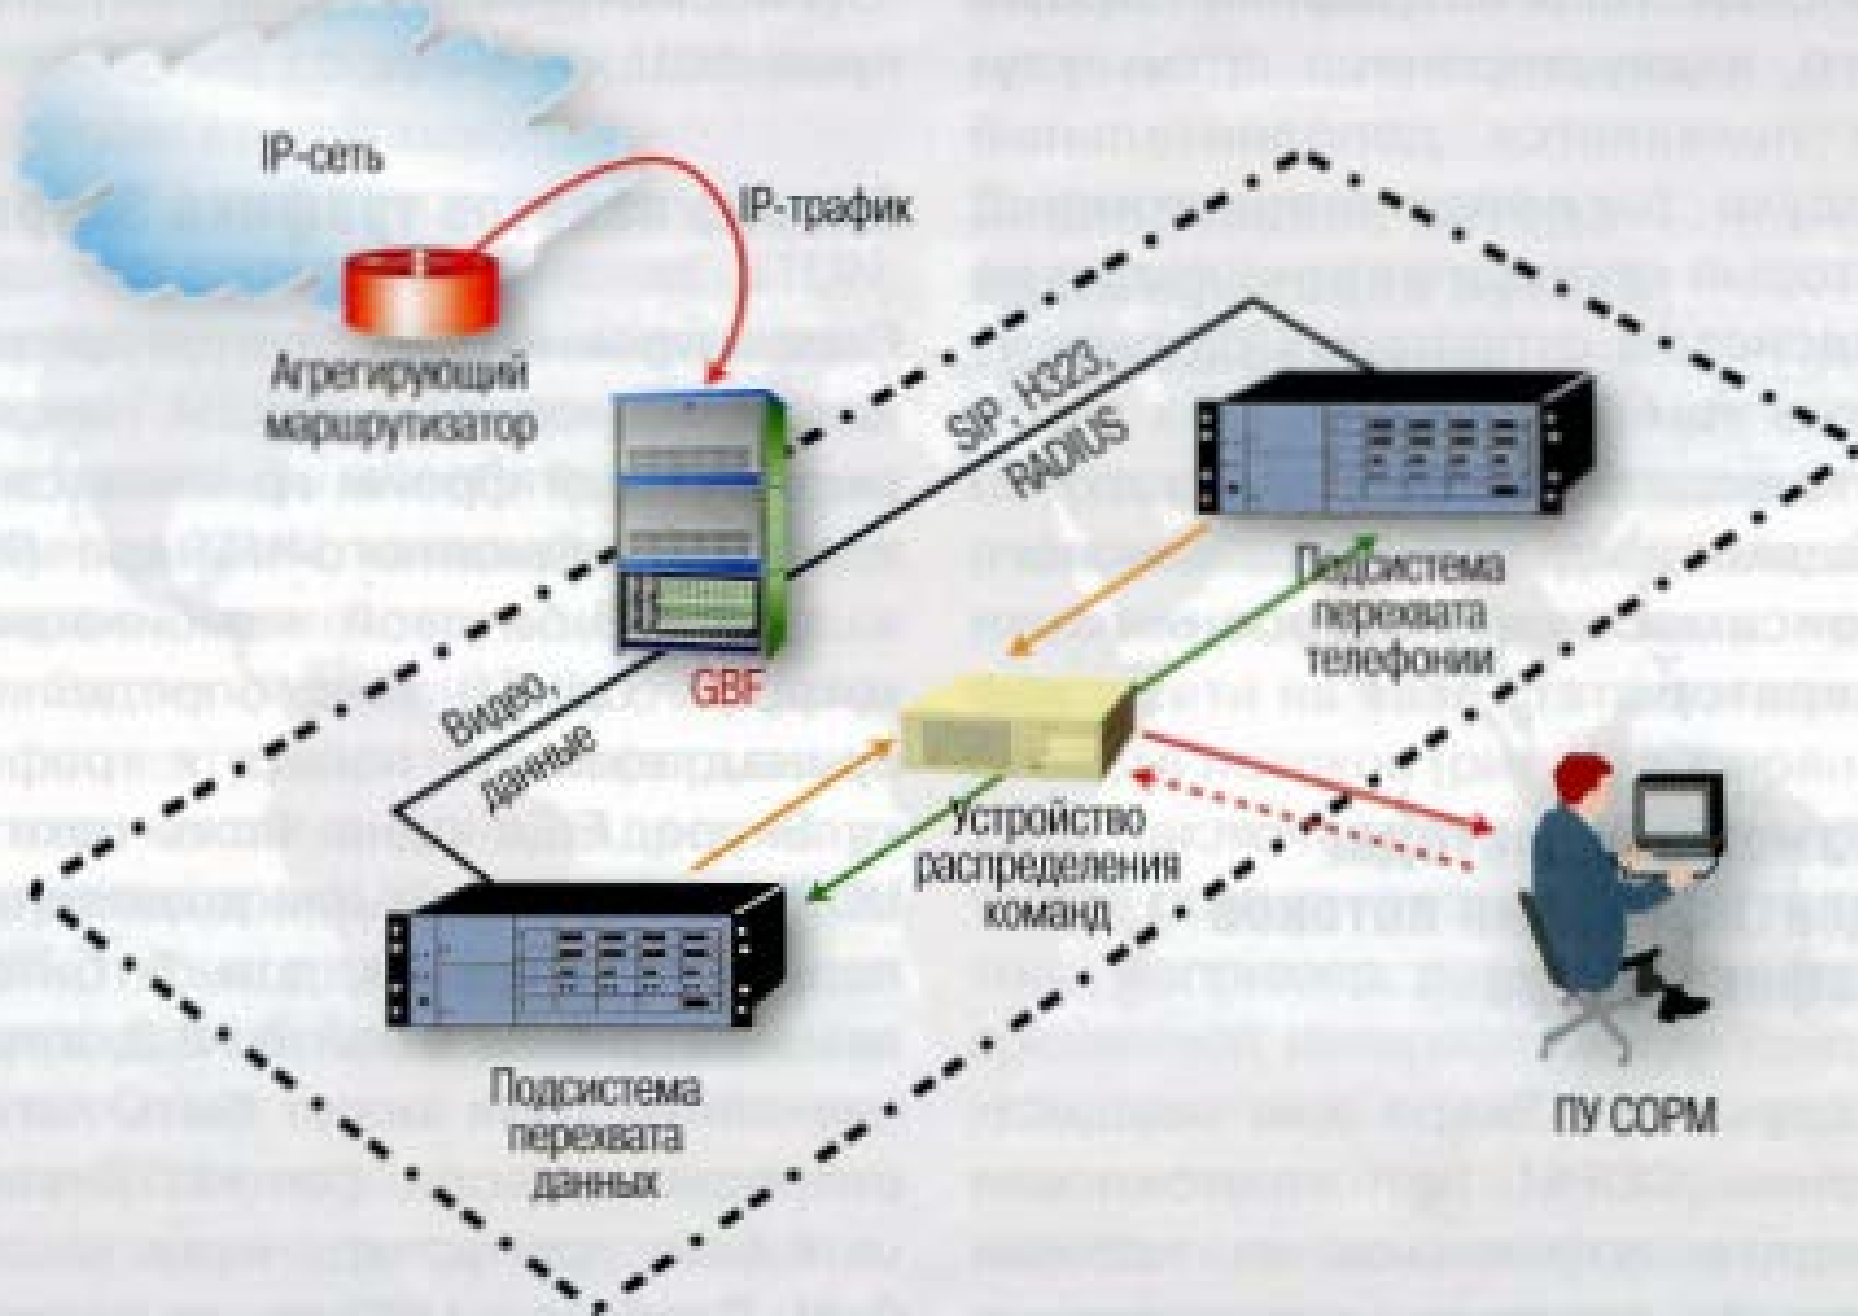 IP-сеть
IP-трафик
Агрегирующий
маршрутизатор
SIP, H323,
RADIUS
Подсистема
перехвата
телефонии
GBF
Видео,
данные
Устройство
распределения
команд
Подсистема
перехвата
данных
ПУ СОРМ